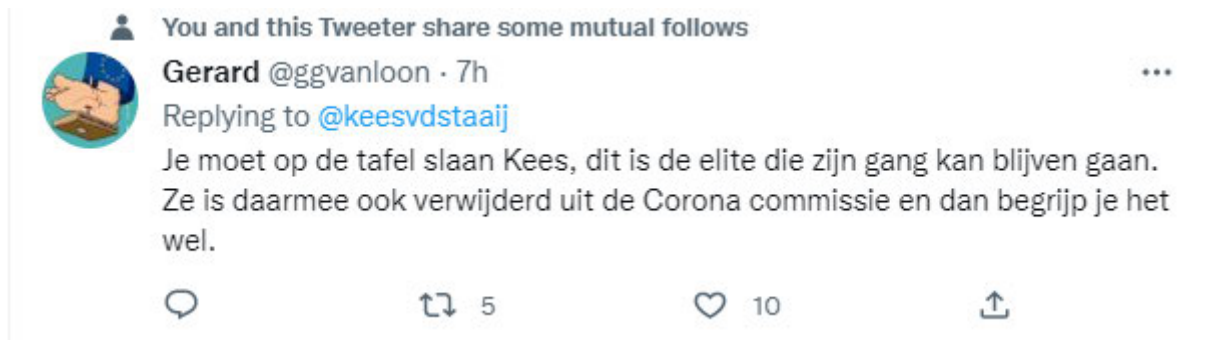 You and this Tweeter share some mutual follows
Gerard @ggvanloon · 7h
Replying to @keesvdstaaij
Je moet op de tafel slaan Kees, dit is de elite die zijn gang kan blijven gaan.
Ze is daarmee ook verwijderd uit de Corona commissie en dan begrijp je het
wel.
5 10